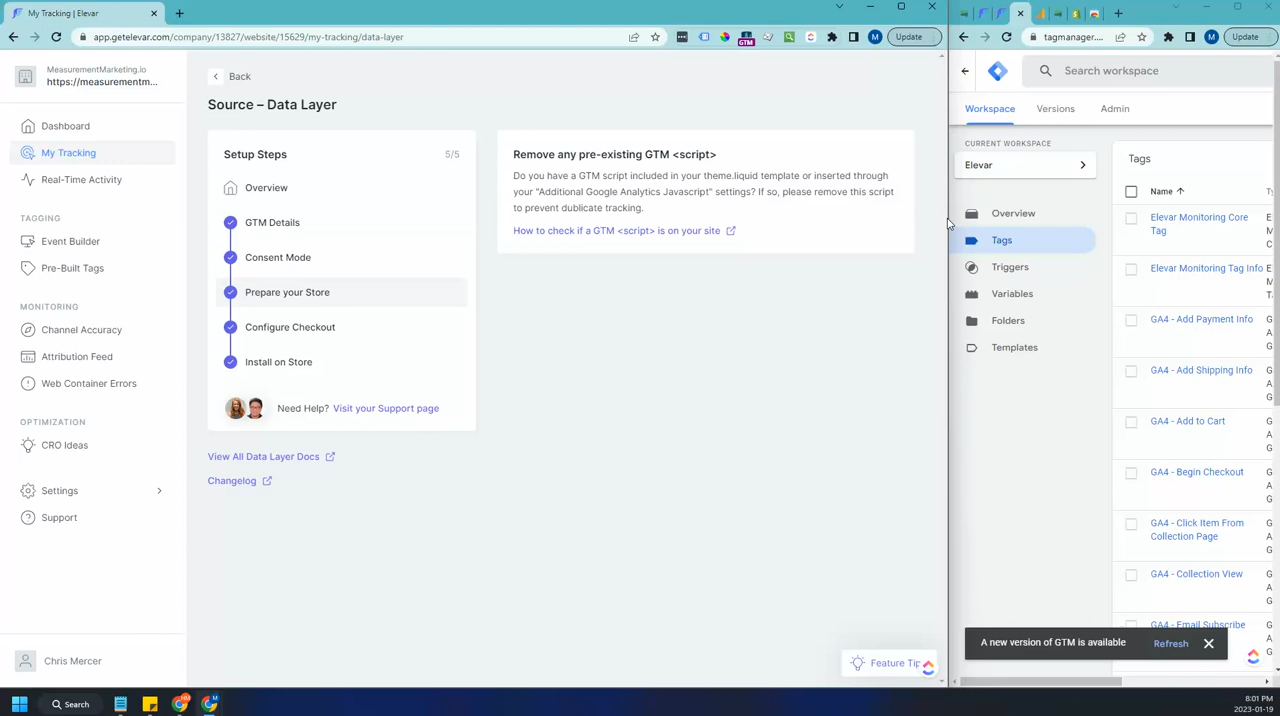 My Tracking
app.getelevar.com/company/13827/website/15629/my-tracking/data-layer
GTM
M
Update
tagmanager....
M
Update
MeasurementMarketing.io
https://measurementm...
Dashboard
My Tracking
Real-Time Activity
TAGGING
Event Builder
Pre-Built Tags
MONITORING
Channel Accuracy
Attribution Feed
Web Container Errors
OPTIMIZATION
CRO Ideas
Settings
Support
Chris Mercer
Back
Source – Data Layer
Setup Steps 5/5
Overview
GTM Details
Consent Mode
Prepare your Store
Configure Checkout
Install on Store
Need Help? Visit your Support page
View All Data Layer Docs
Changelog
Remove any pre-existing GTM <script>
Do you have a GTM script included in your theme.liquid template or inserted through
your "Additional Google Analytics Javascript" settings? If so, please remove this script
to prevent dublicate tracking.
How to check if a GTM <script> is on your site
Feature Tip
Search workspace
Workspace Versions Admin
CURRENT WORKSPACE
Elevar
Overview
Tags
Triggers
Variables
Folders
Templates
Tags
Name
Elevar Monitoring Core
Tag
Elevar Monitoring Tag Info
GA4 - Add Payment Info
GA4 - Add Shipping Info
GA4 - Add to Cart
GA4 - Begin Checkout
GA4 - Click Item From
Collection Page
GA4 - Collection View
GA4 - Email Subscribe
A new version of GTM is available Refresh
Search
8:01 PM
2023-01-19